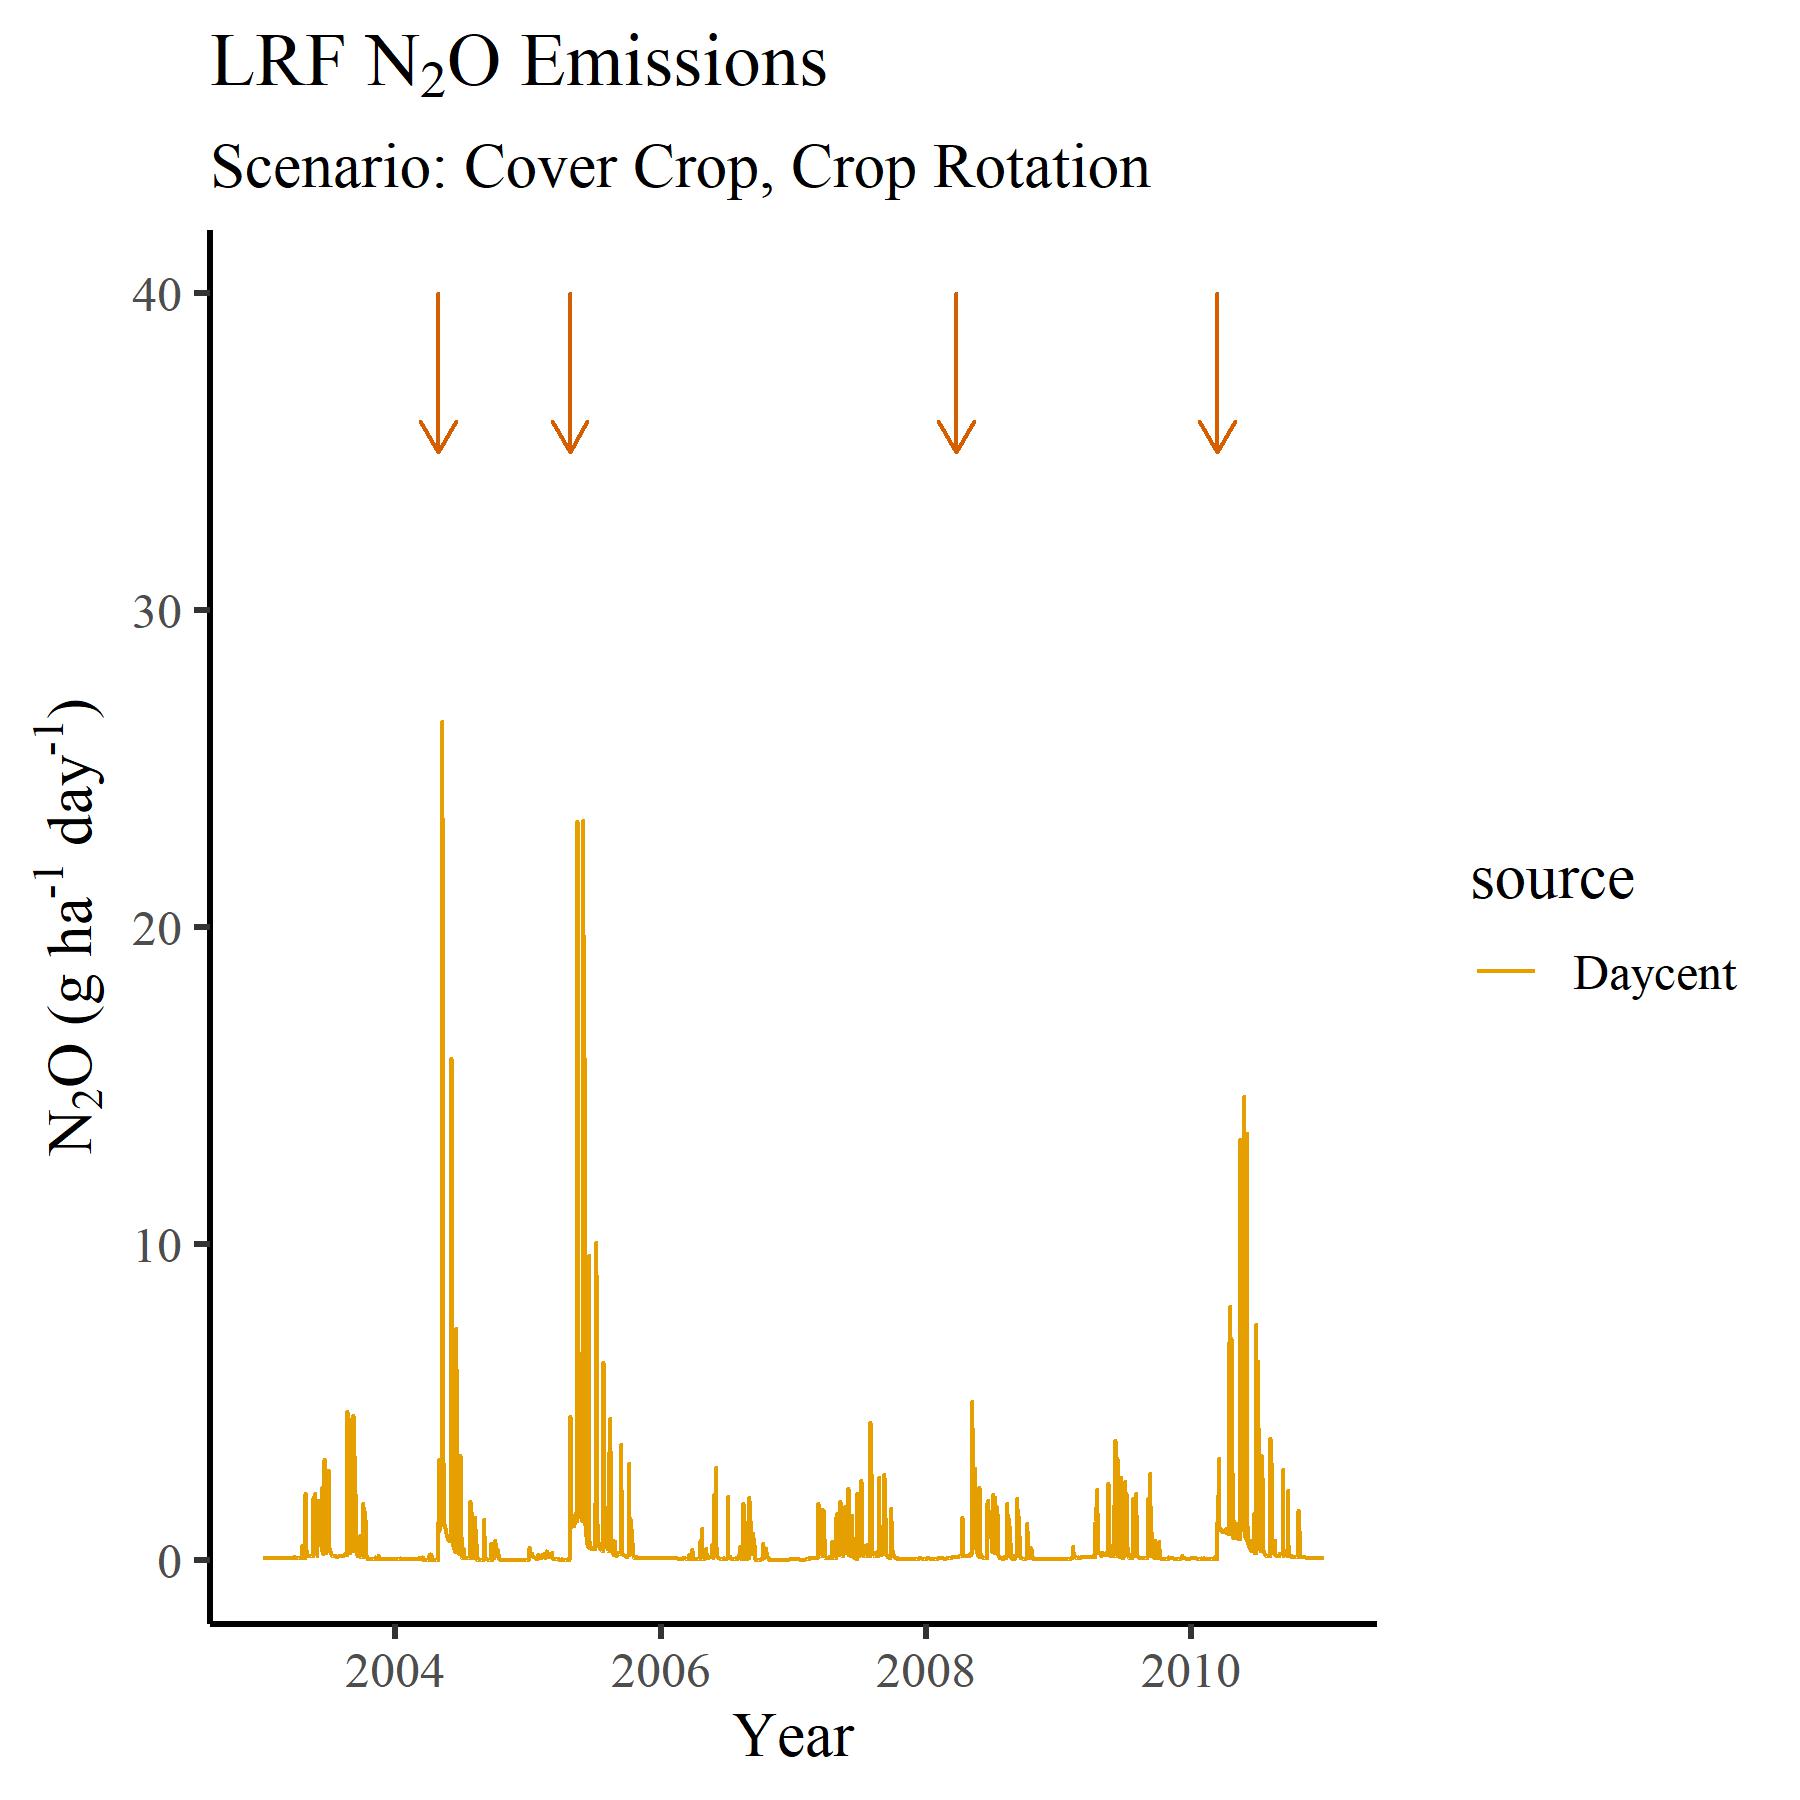 LRF N₂O Emissions
Scenario: Cover Crop, Crop Rotation
40
30
20
10
0
N₂O (g ha⁻¹ day⁻¹)
2004 2006 2008 2010
Year
source
Daycent